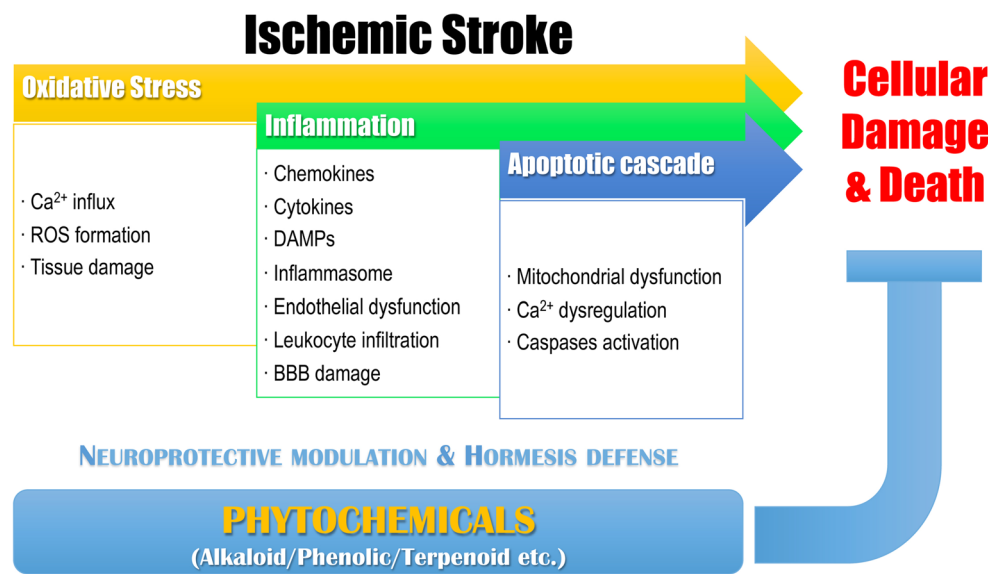 Ischemic Stroke
Oxidative Stress
· Ca²⁺ influx
· ROS formation
· Tissue damage
Inflammation
· Chemokines
· Cytokines
· DAMPs
· Inflammasome
· Endothelial dysfunction
· Leukocyte infiltration
· BBB damage
Apoptotic cascade
· Mitochondrial dysfunction
· Ca²⁺ dysregulation
· Caspases activation
Cellular
Damage
& Death
NEUROPROTECTIVE MODULATION & HORMESIS DEFENSE
PHYTOCHEMICALS
(Alkaloid/Phenolic/Terpenoid etc.)